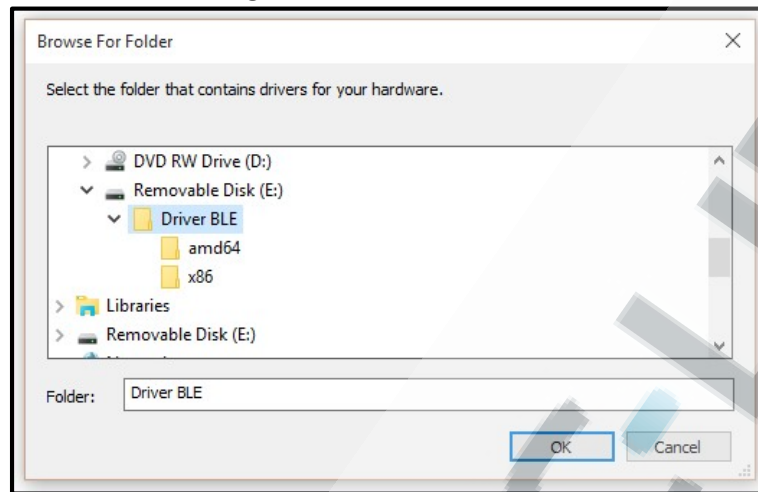 Browse For Folder
Select the folder that contains drivers for your hardware.
DVD RW Drive (D:)
Removable Disk (E:)
Driver BLE
amd64
x86
Libraries
Removable Disk (E:)
Folder: Driver BLE
OK Cancel